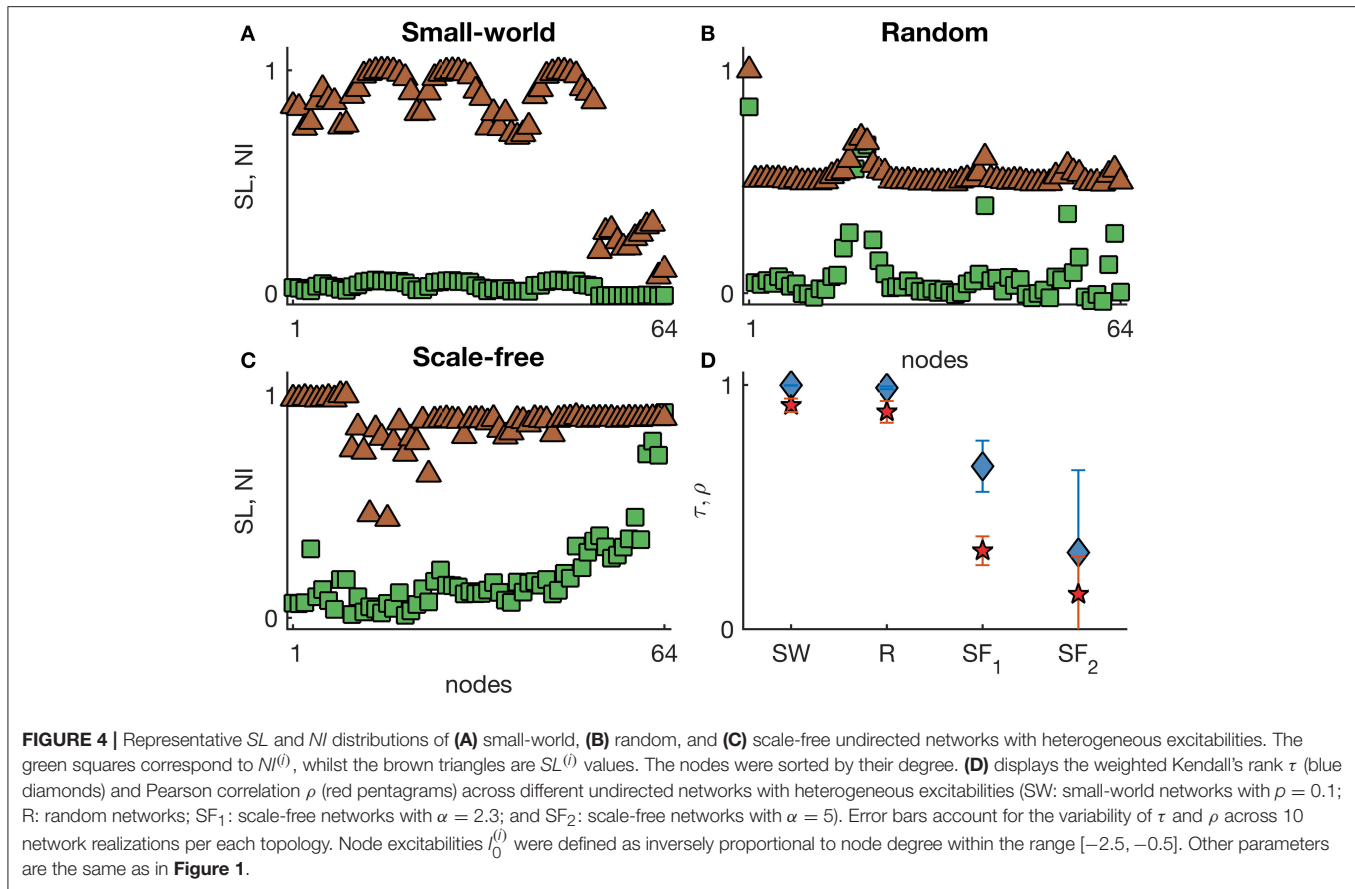 A
Small-world
1
SL, NI
0
1
64
B
Random
1
0
1
64
nodes
C
Scale-free
1
SL, NI
0
1
64
nodes
D
1
τ, ρ
0
SW
R
SF₁
SF₂
FIGURE 4 | Representative SL and NI distributions of (A) small-world, (B) random, and (C) scale-free undirected networks with heterogeneous excitabilities. The
green squares correspond to NI⁽ⁱ⁾, whilst the brown triangles are SL⁽ⁱ⁾ values. The nodes were sorted by their degree. (D) displays the weighted Kendall's rank τ (blue
diamonds) and Pearson correlation ρ (red pentagrams) across different undirected networks with heterogeneous excitabilities (SW: small-world networks with p = 0.1;
R: random networks; SF₁: scale-free networks with α = 2.3; and SF₂: scale-free networks with α = 5). Error bars account for the variability of τ and ρ across 10
network realizations per each topology. Node excitabilities I₀⁽ⁱ⁾ were defined as inversely proportional to node degree within the range [−2.5, −0.5]. Other parameters
are the same as in Figure 1.